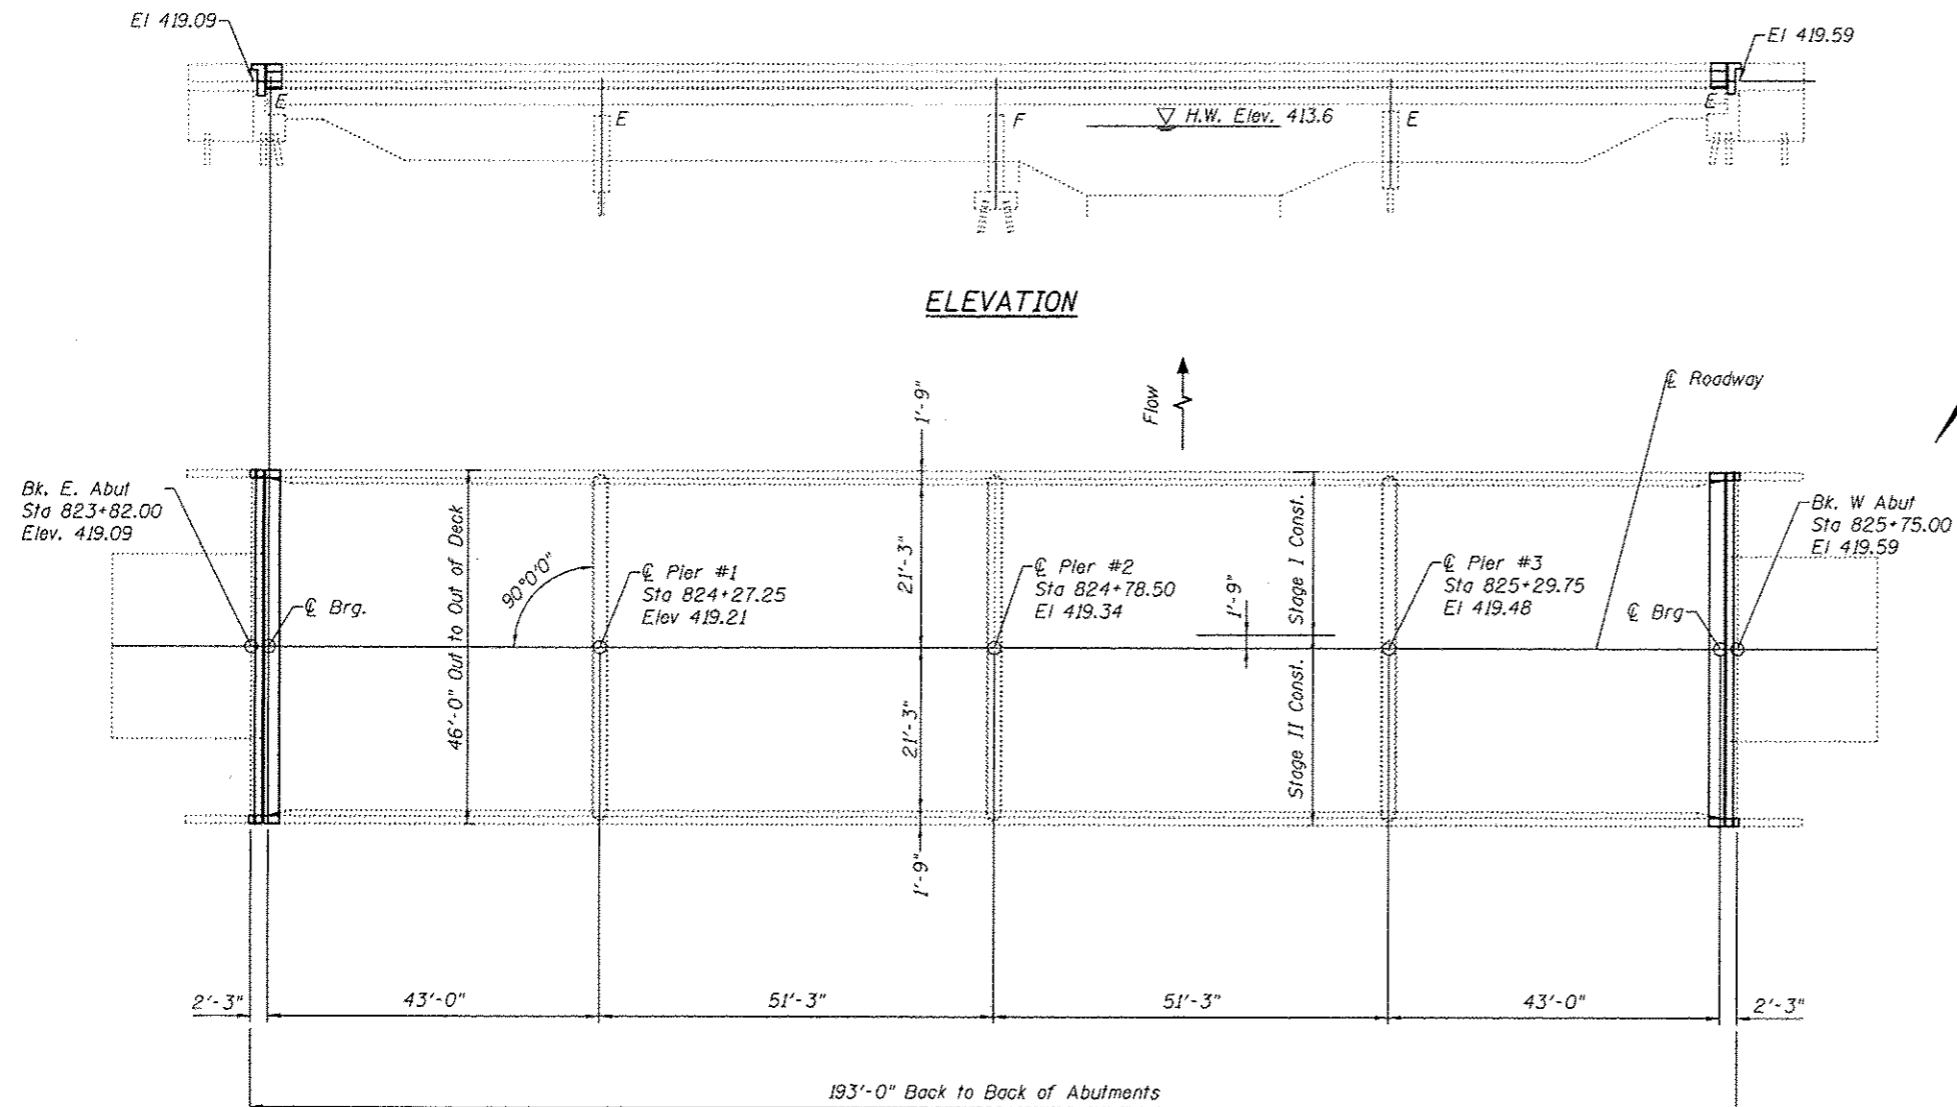 El 419.09
El 419.59
E
E
F
H.W. Elev. 413.6
E
E
ELEVATION
Flow
℄ Roadway
1'-9"
Bk. E. Abut
Sta 823+82.00
Elev. 419.09
46'-0" Out to Out of Deck
90°0'0"
℄ Brg.
℄ Pier #1
Sta 824+27.25
Elev 419.21
21'-3"
℄ Pier #2
Sta 824+78.50
El 419.34
1'-9"
Stage I Const.
℄ Pier #3
Sta 825+29.75
El 419.48
℄ Brg
Bk. W Abut
Sta 825+75.00
El 419.59
21'-3"
Stage II Const.
1'-9"
2'-3"
43'-0"
51'-3"
51'-3"
43'-0"
2'-3"
193'-0" Back to Back of Abutments